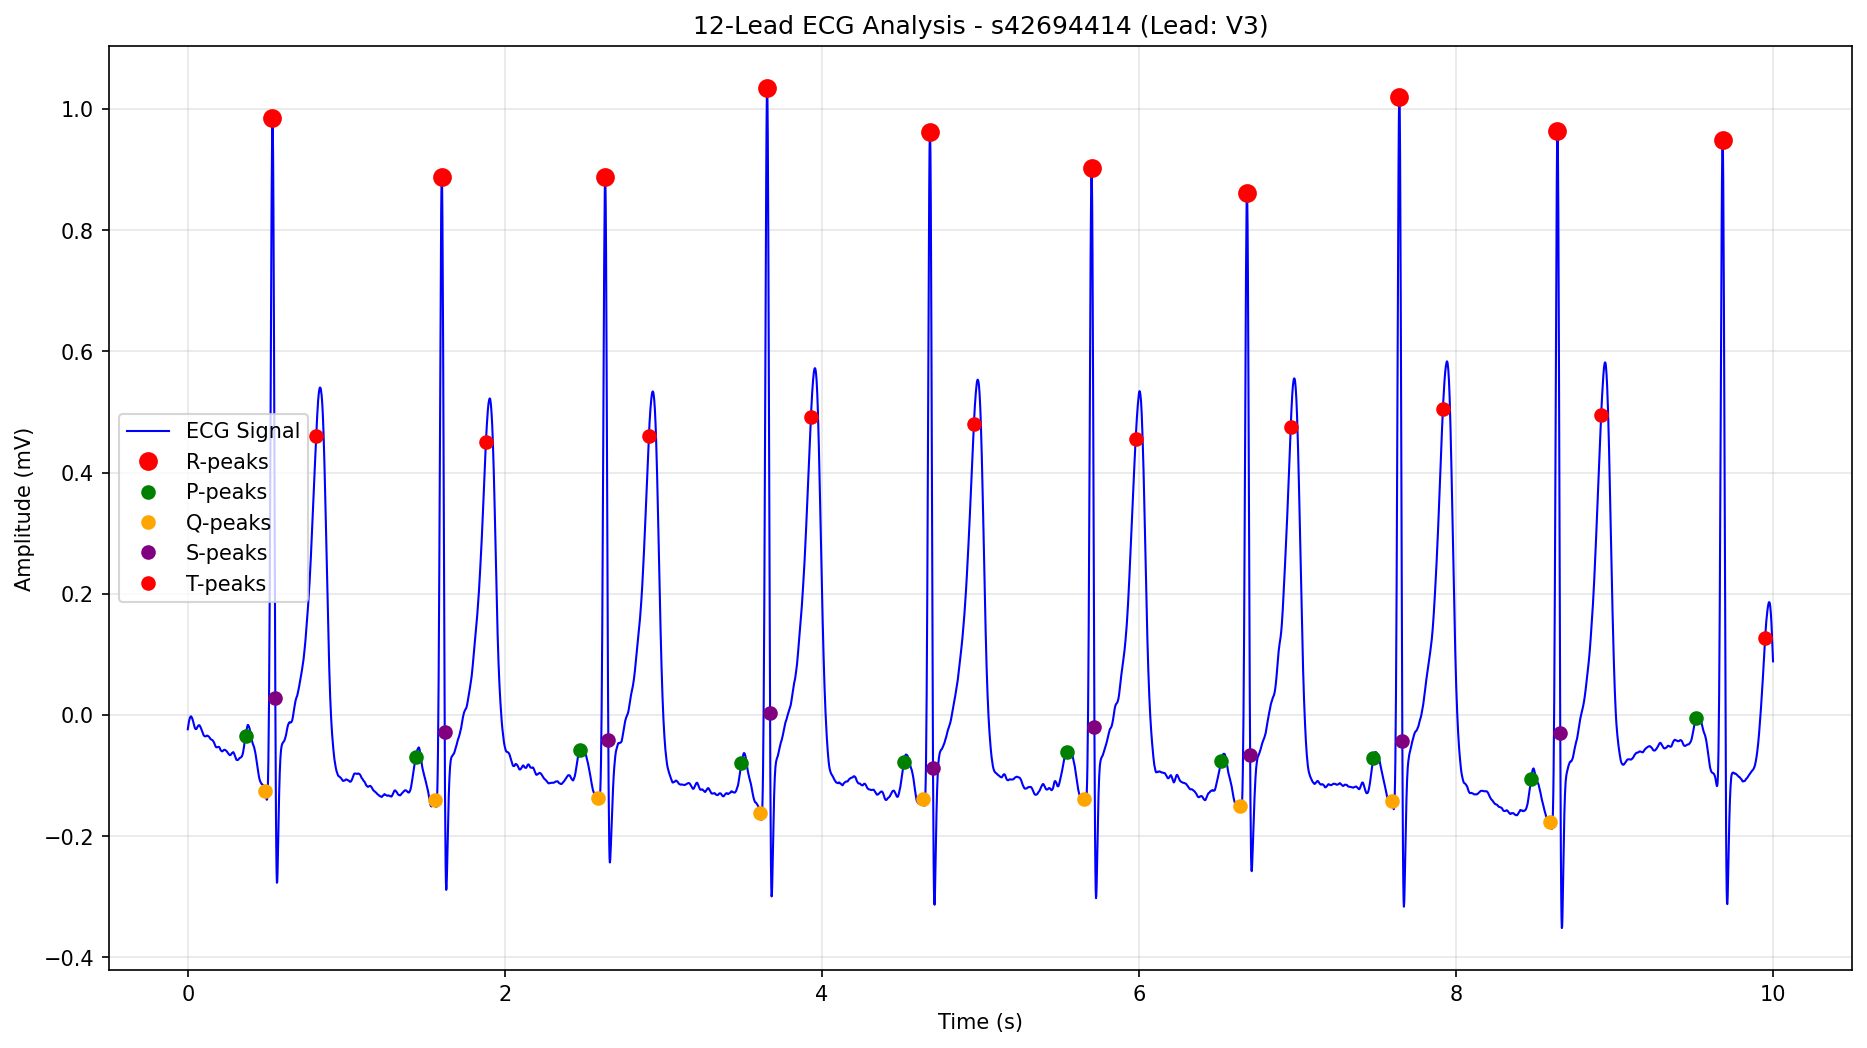 12-Lead ECG Analysis - s42694414 (Lead: V3)
Amplitude (mV)
1.0
0.8
0.6
0.4
0.2
0.0
−0.2
−0.4
ECG Signal
R-peaks
P-peaks
Q-peaks
S-peaks
T-peaks
0 2 4 6 8 10
Time (s)